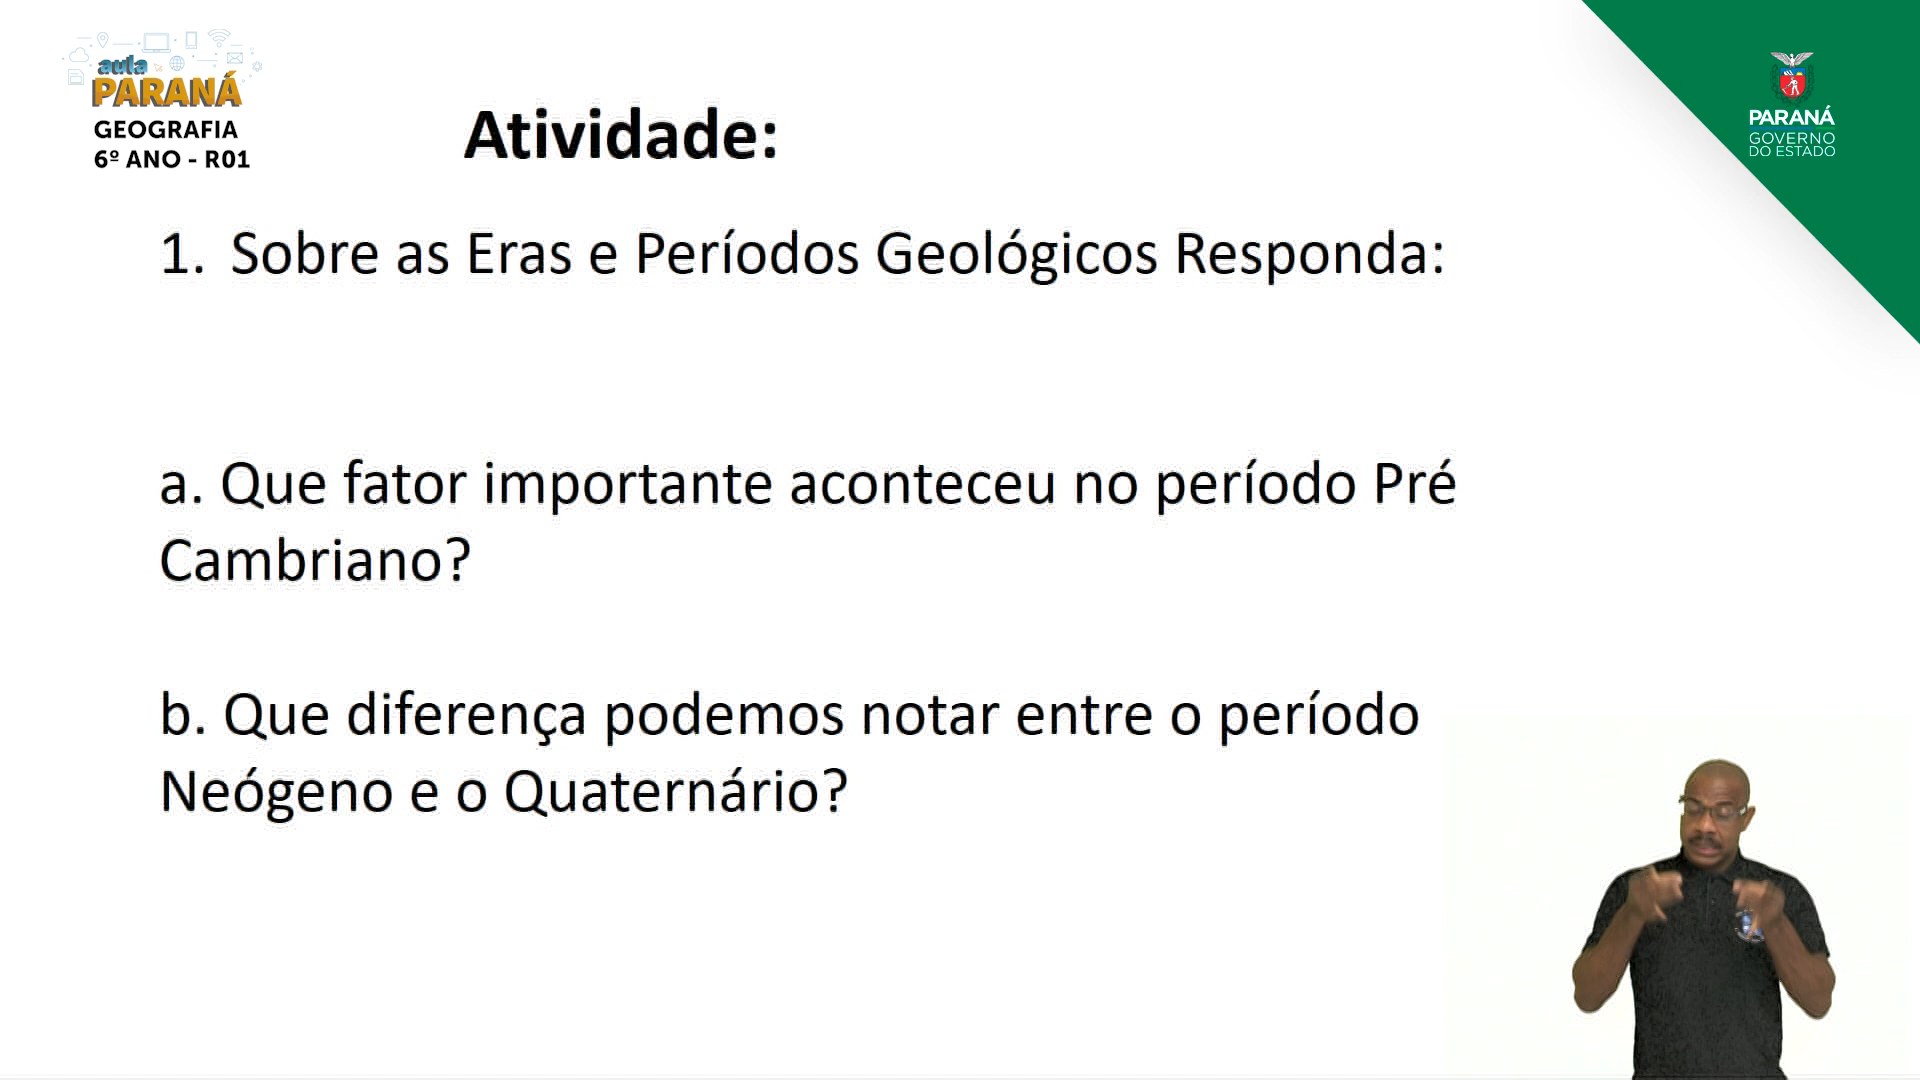 aula
PARANÁ
GEOGRAFIA
6º ANO - R01
PARANÁ
GOVERNO
DO ESTADO
Atividade:
1. Sobre as Eras e Períodos Geológicos Responda:
a. Que fator importante aconteceu no período Pré
Cambriano?
b. Que diferença podemos notar entre o período
Neógeno e o Quaternário?